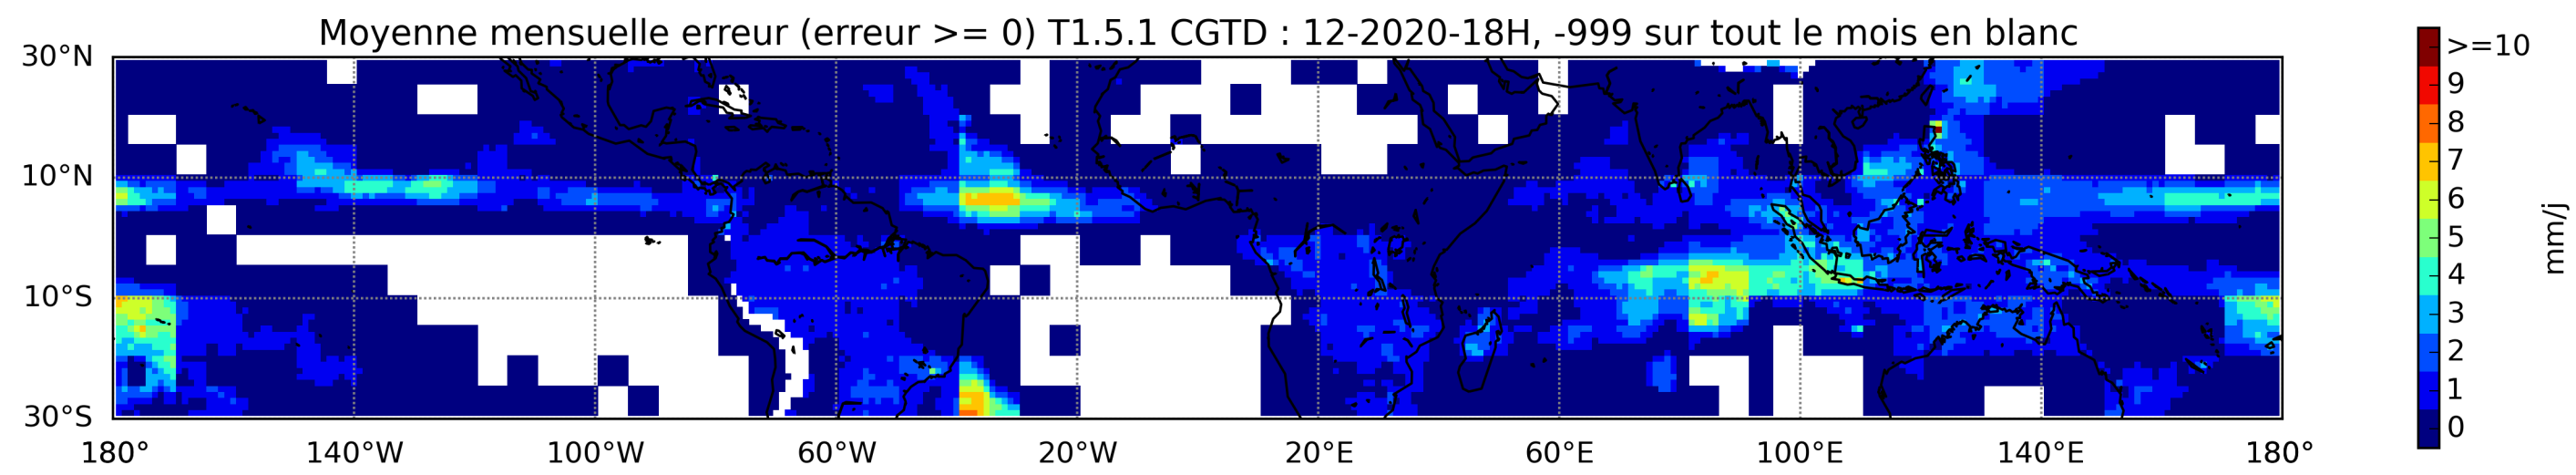 Moyenne mensuelle erreur (erreur >= 0) T1.5.1 CGTD : 12-2020-18H, -999 sur tout le mois en blanc
30°N
10°N
10°S
30°S
180° 140°W 100°W 60°W 20°W 20°E 60°E 100°E 140°E 180°
>=10
9
8
7
6
5
4
3
2
1
0
mm/j